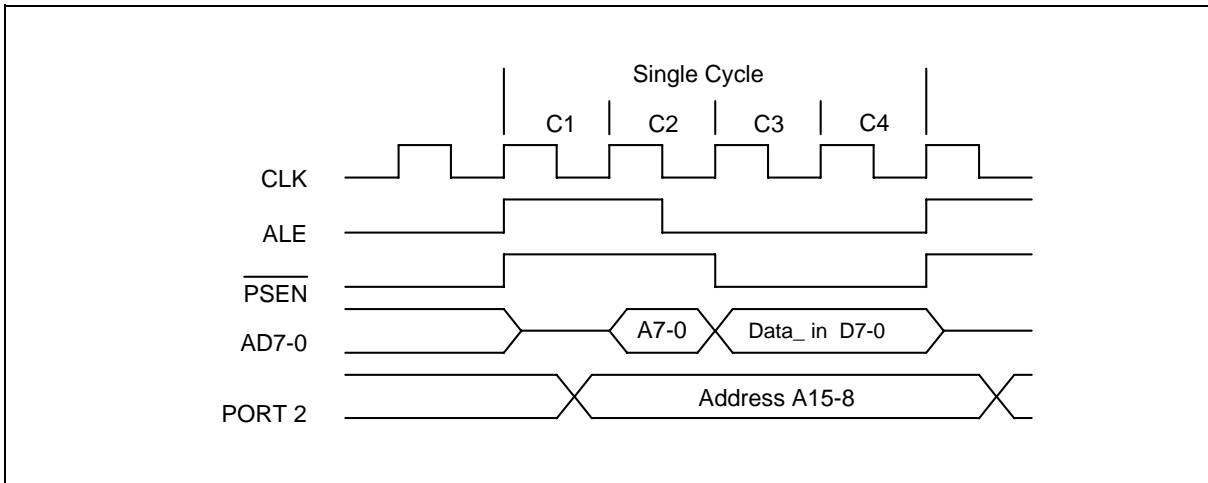 Single Cycle
C1 C2 C3 C4
CLK
ALE
PSEN
AD7-0 A7-0 Data_ in D7-0
PORT 2 Address A15-8